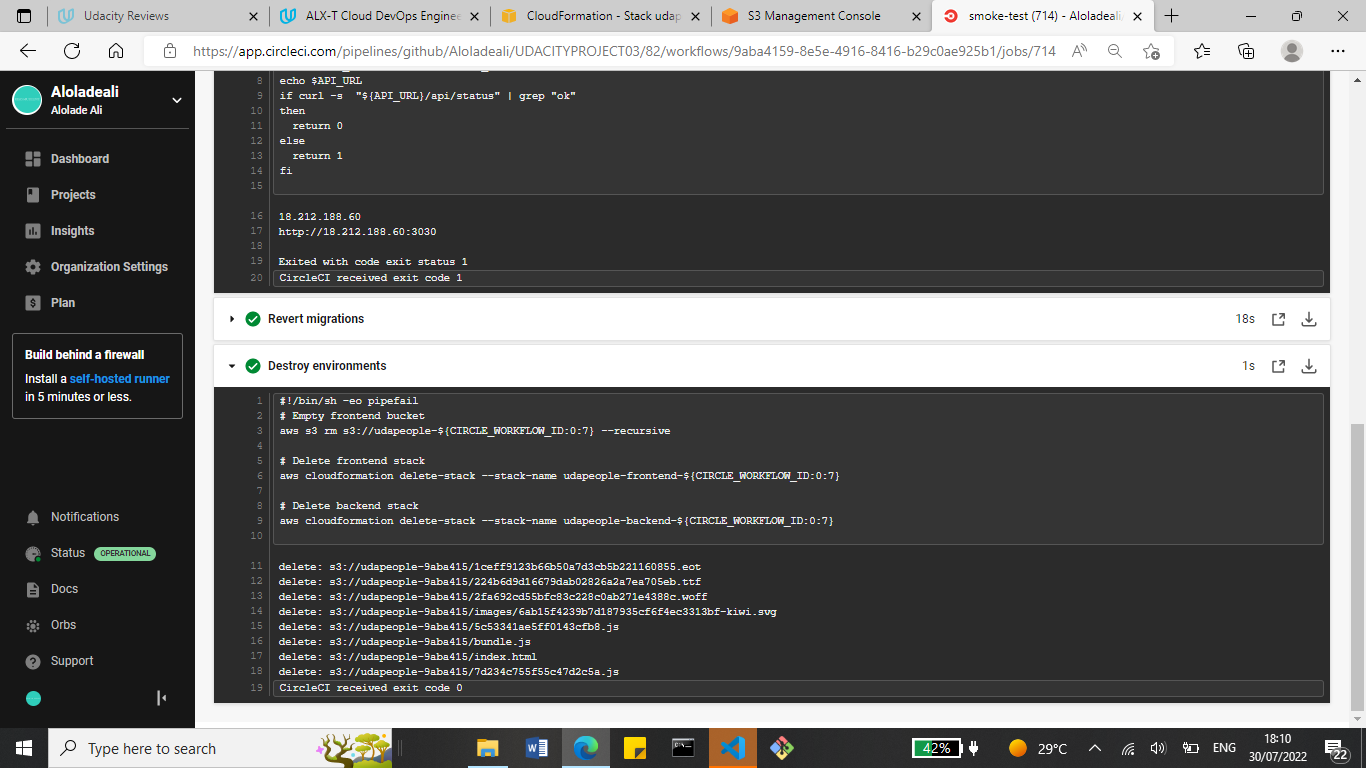 Udacity Reviews
ALX-T Cloud DevOps Enginee
CloudFormation - Stack udap
S3 Management Console
smoke-test (714) - Aloladeali/
https://app.circleci.com/pipelines/github/Aloladeali/UDACITYPROJECT03/82/workflows/9aba4159-8e5e-4916-8416-b29c0ae925b1/jobs/714
Aloladeali
Alolade Ali
Dashboard
Projects
Insights
Organization Settings
Plan
Build behind a firewall
Install a self-hosted runner
in 5 minutes or less.
Notifications
Status OPERATIONAL
Docs
Orbs
Support
8 echo $API_URL
9 if curl -s  "${API_URL}/api/status" | grep "ok"
10 then
11   return 0
12 else
13   return 1
14 fi
15
16 18.212.188.60
17 http://18.212.188.60:3030
18
19 Exited with code exit status 1
20 CircleCI received exit code 1
Revert migrations 18s
Destroy environments 1s
1 #!/bin/sh -eo pipefail
2 # Empty frontend bucket
3 aws s3 rm s3://udapeople-${CIRCLE_WORKFLOW_ID:0:7} --recursive
4
5 # Delete frontend stack
6 aws cloudformation delete-stack --stack-name udapeople-frontend-${CIRCLE_WORKFLOW_ID:0:7}
7
8 # Delete backend stack
9 aws cloudformation delete-stack --stack-name udapeople-backend-${CIRCLE_WORKFLOW_ID:0:7}
10
11 delete: s3://udapeople-9aba415/1ceff9123b66b50a7d3cb5b221160855.eot
12 delete: s3://udapeople-9aba415/224b6d9d16679dab02826a2a7ea705eb.ttf
13 delete: s3://udapeople-9aba415/2fa692cd55bfc83c228c0ab271e4388c.woff
14 delete: s3://udapeople-9aba415/images/6ab15f4239b7d187935cf6f4ec3313bf-kiwi.svg
15 delete: s3://udapeople-9aba415/5c53341ae5ff0143cfb8.js
16 delete: s3://udapeople-9aba415/bundle.js
17 delete: s3://udapeople-9aba415/index.html
18 delete: s3://udapeople-9aba415/7d234c755f55c47d2c5a.js
19 CircleCI received exit code 0
Type here to search
42%
29°C
ENG
18:10
30/07/2022
22